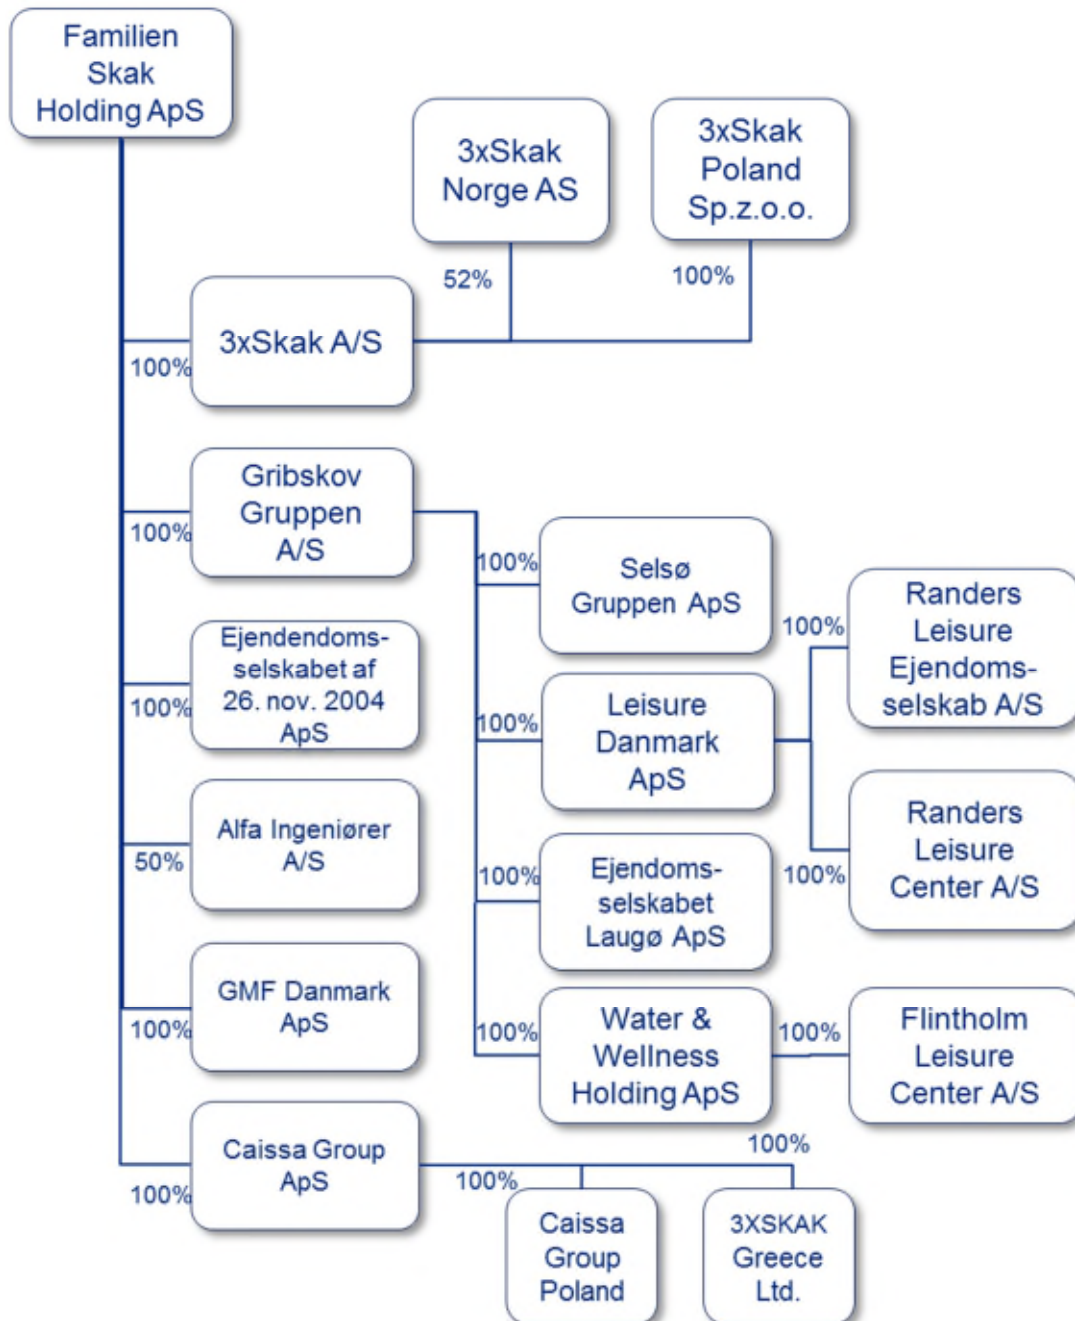 Familien
Skak
Holding ApS
3xSkak
Norge AS
3xSkak
Poland
Sp.z.o.o.
52%
100%
3xSkak A/S
100%
Gribskov
Gruppen
A/S
100%
100%
Selsø
Gruppen ApS
Randers
Leisure
Ejendoms-
selskab A/S
100%
Ejendendoms-
selskabet af
26. nov. 2004
ApS
100%
100%
Leisure
Danmark
ApS
Randers
Leisure
Center A/S
100%
Alfa Ingeniører
A/S
50%
100%
Ejendoms-
selskabet
Laugø ApS
GMF Danmark
ApS
100%
100%
Water &
Wellness
Holding ApS
100%
Flintholm
Leisure
Center A/S
Caissa Group
ApS
100%
100%
100%
Caissa
Group
Poland
3XSKAK
Greece
Ltd.